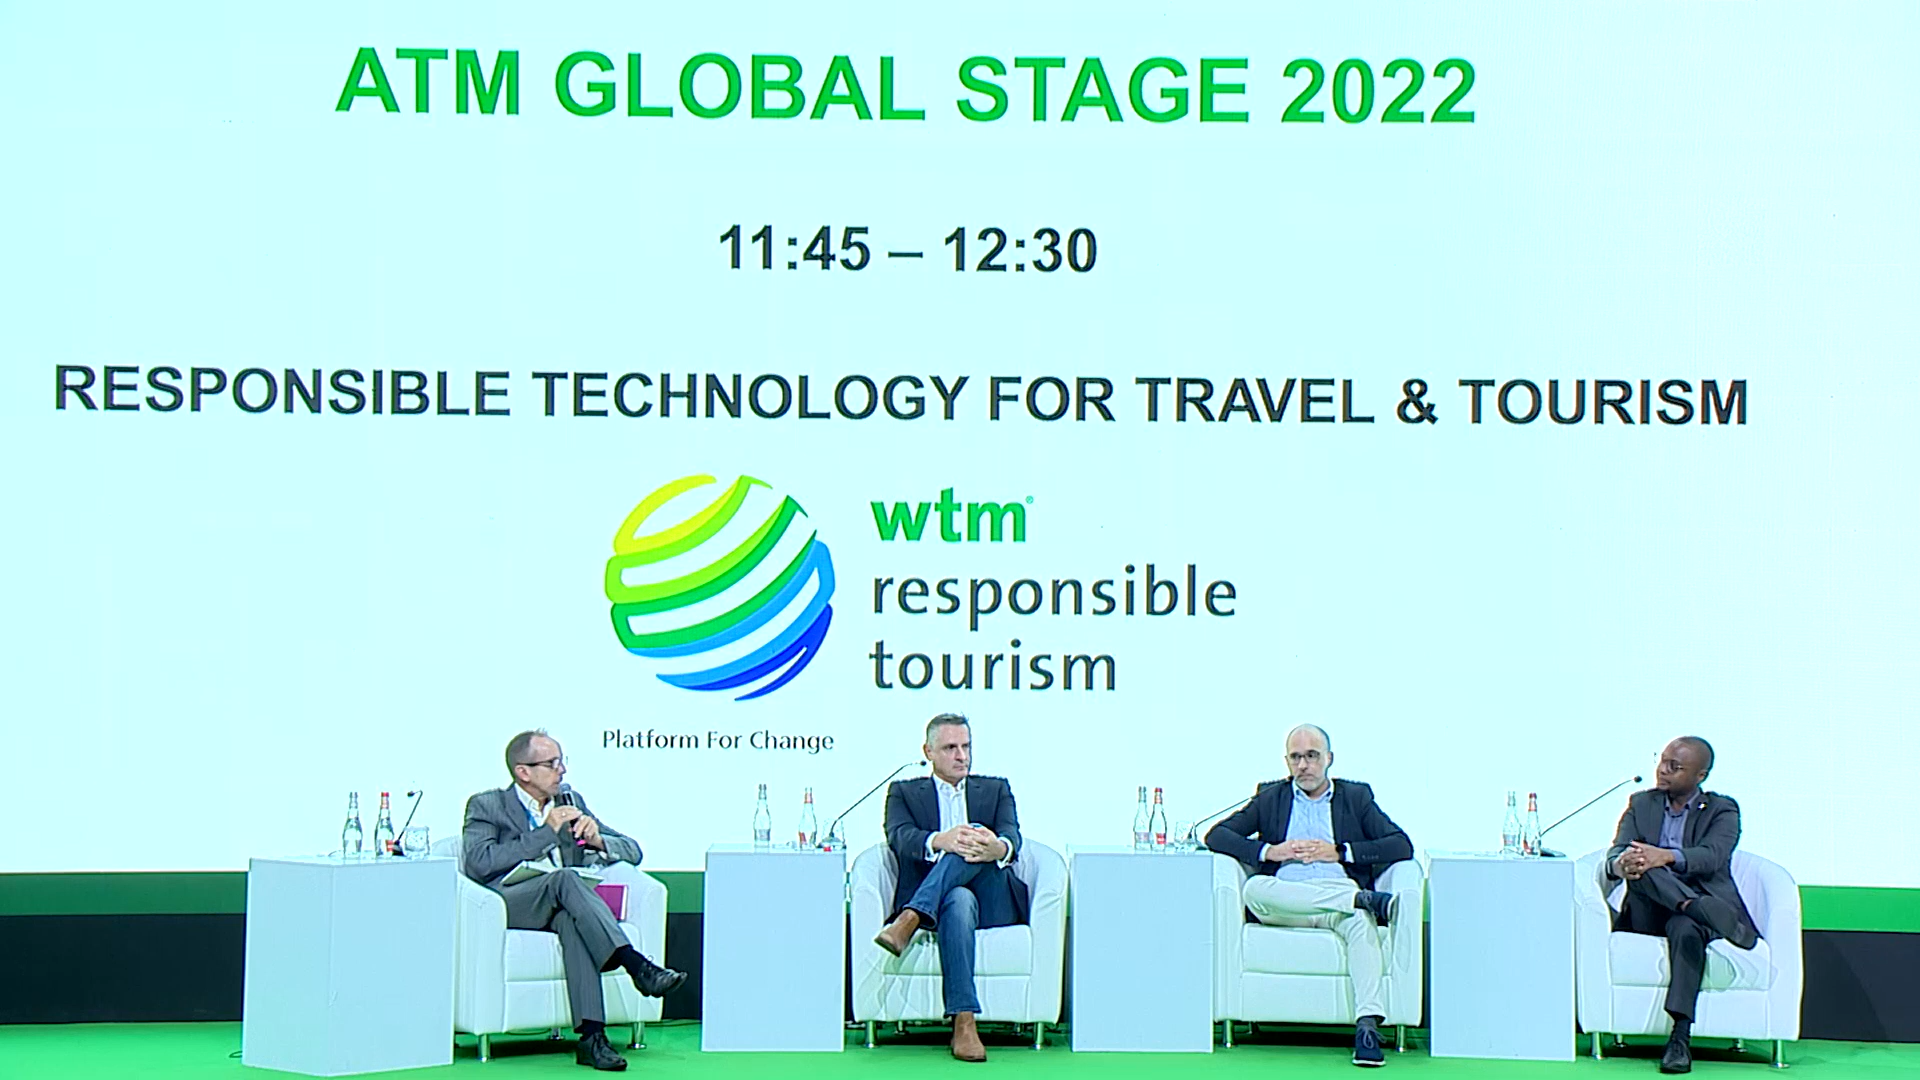 ATM GLOBAL STAGE 2022
11:45 – 12:30
RESPONSIBLE TECHNOLOGY FOR TRAVEL & TOURISM
wtm®
responsible
tourism
Platform For Change